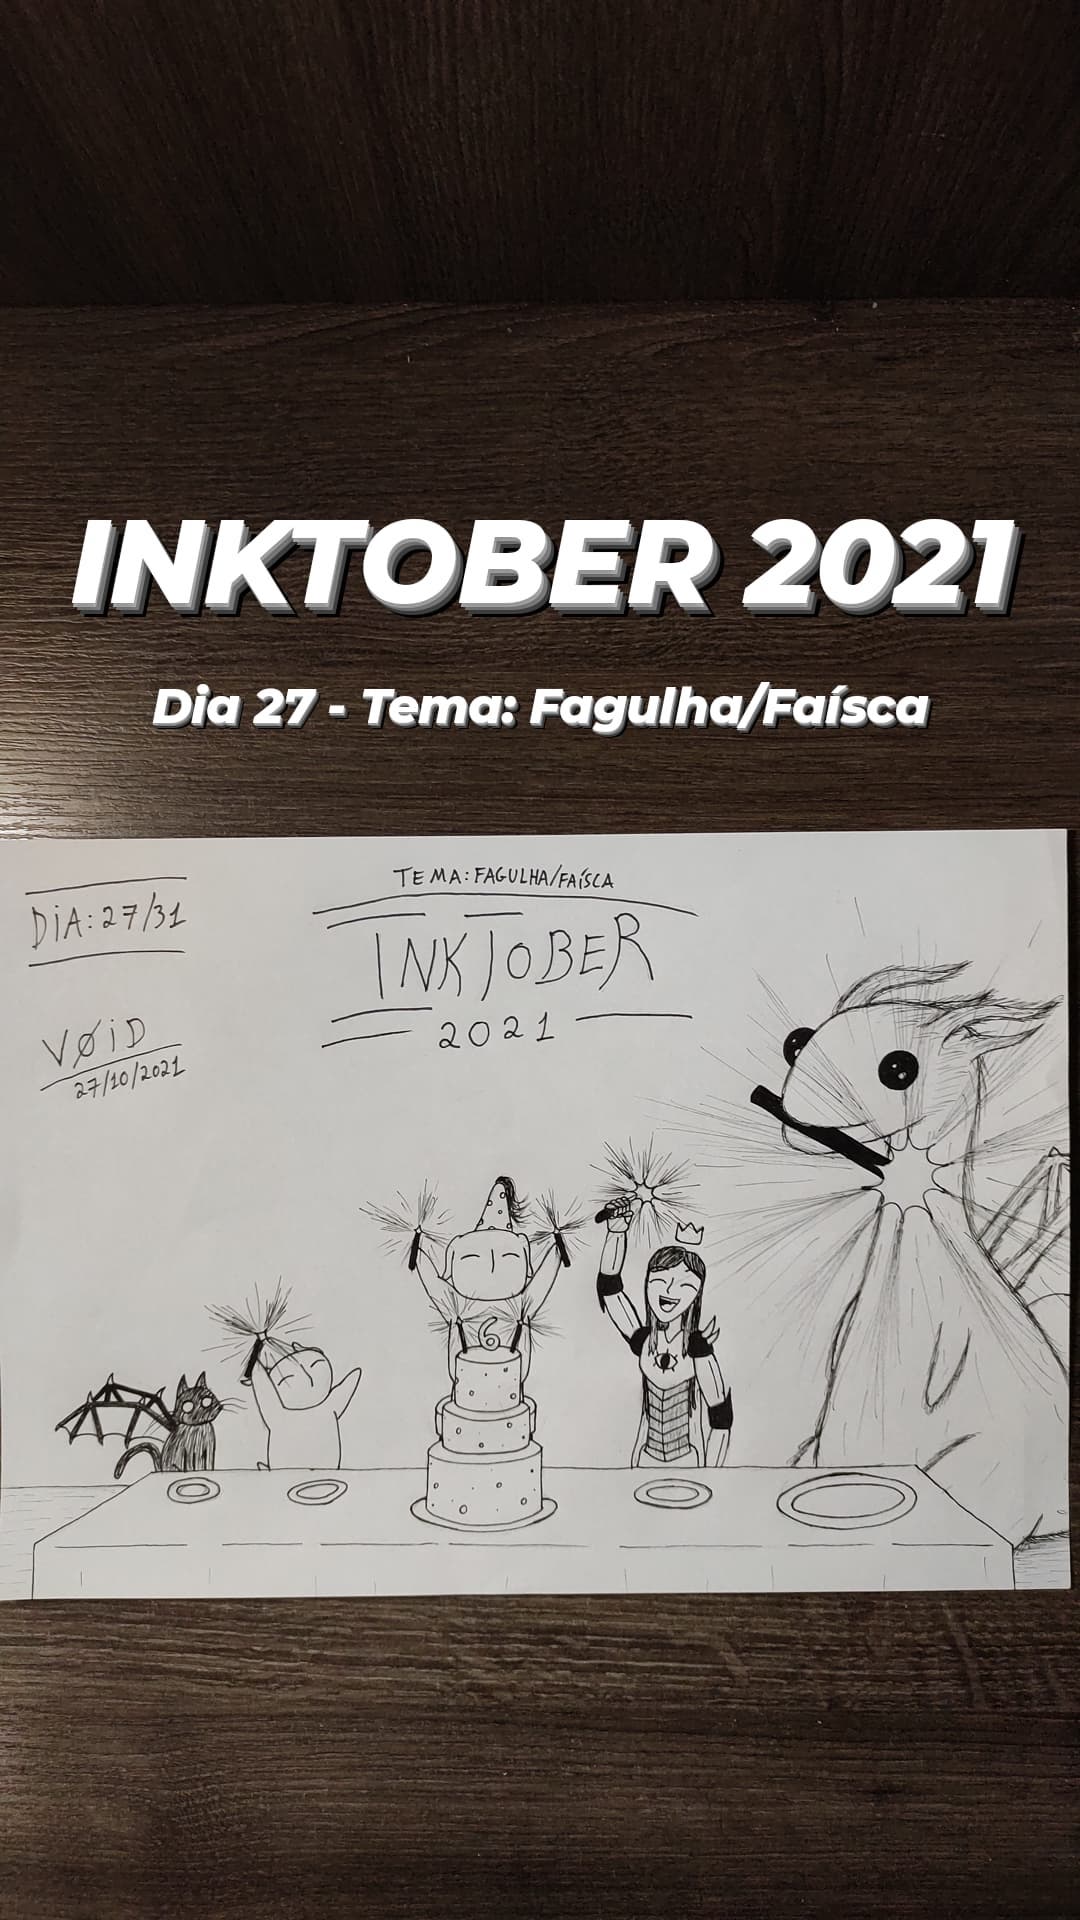 INKTOBER 2021
Dia 27 - Tema: Fagulha/Faísca
TEMA: FAGULHA/FAÍSCA
DIA: 27/31
INKTOBER
2021
VØID
27/10/2021
6